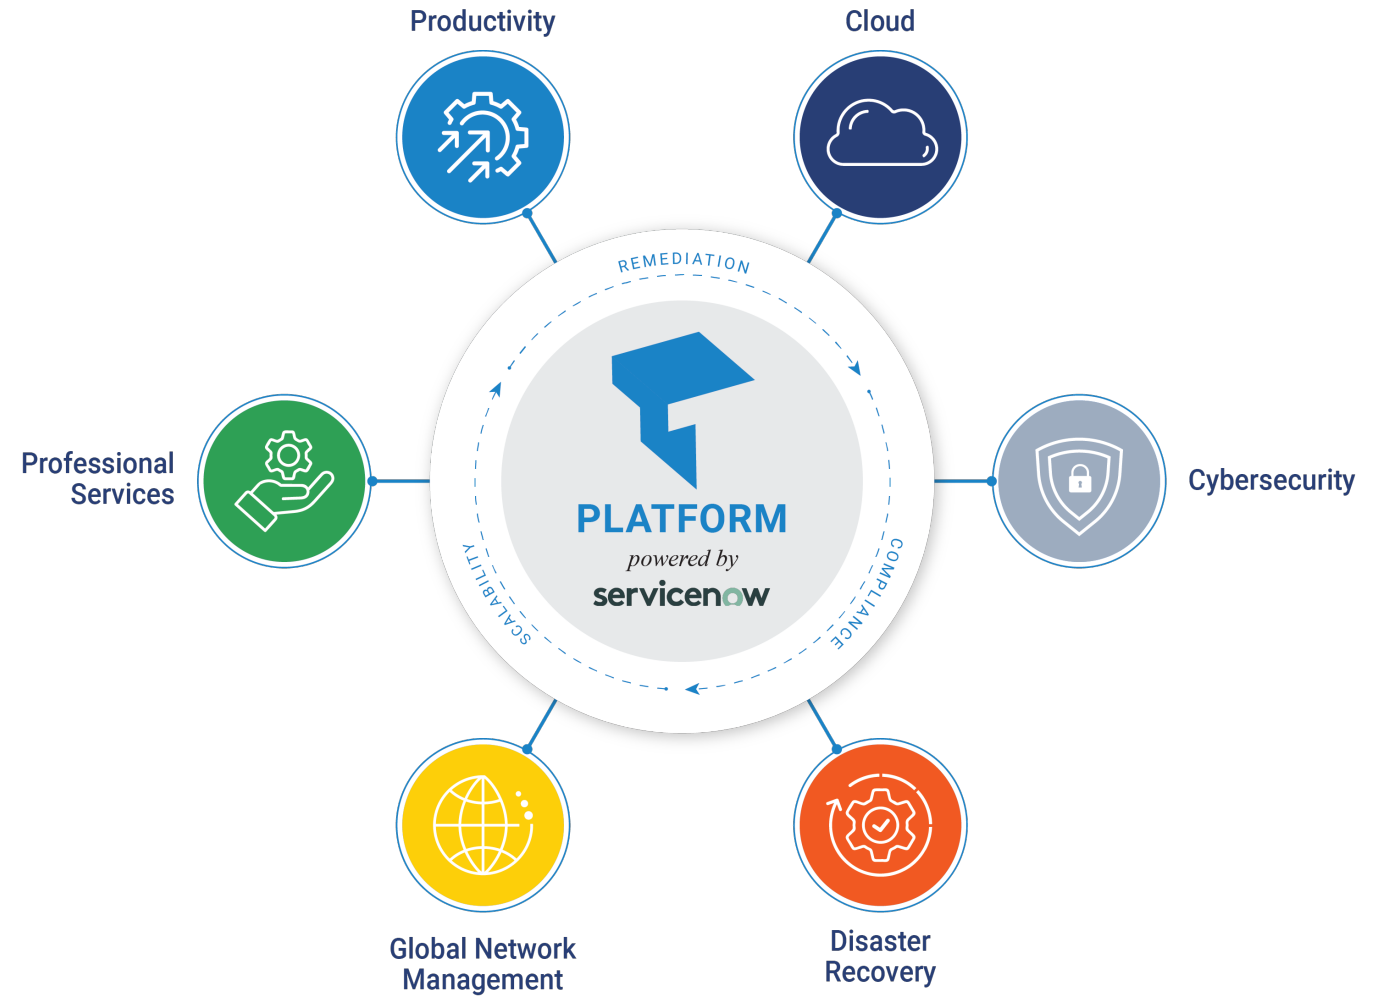 Productivity
Cloud
REMEDIATION
PLATFORM
powered by
servicenow
Professional
Services
Cybersecurity
SCALABILITY
COMPLIANCE
Global Network
Management
Disaster
Recovery